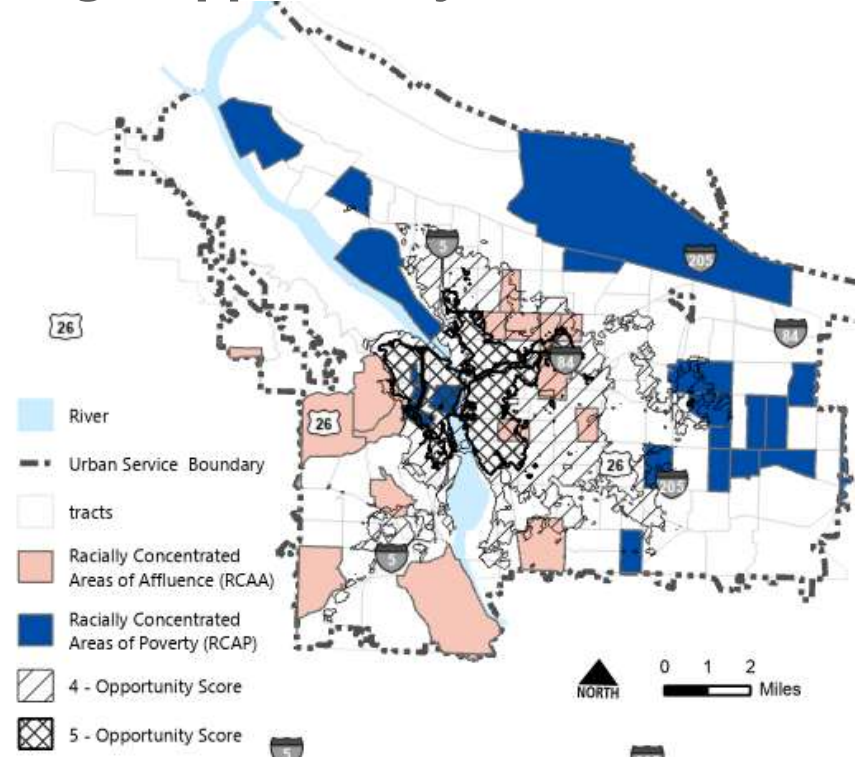 5
205
26
84
84
26
River
26
Urban Service Boundary
205
tracts
5
Racially Concentrated
Areas of Affluence (RCAA)
Racially Concentrated
Areas of Poverty (RCAP)
4 - Opportunity Score
0 1 2
Miles
NORTH
5 - Opportunity Score
5